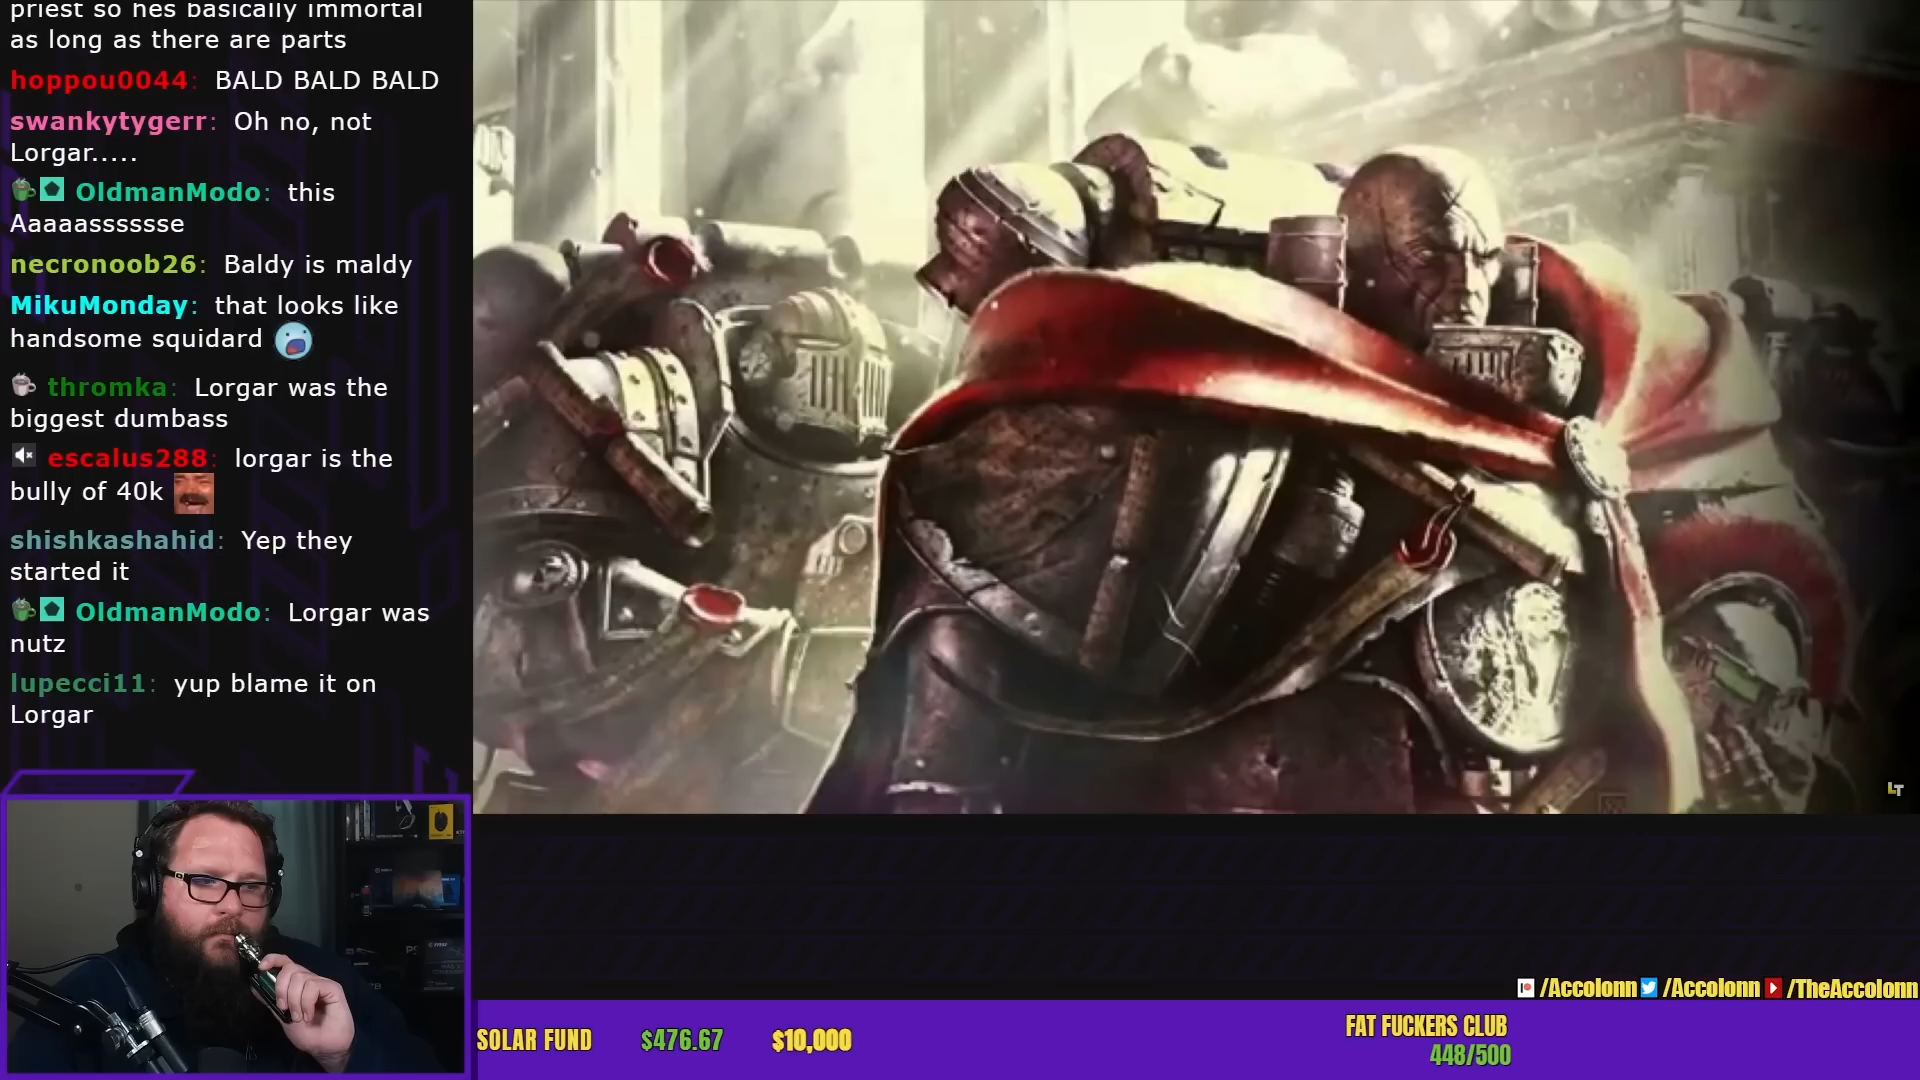 priest so hes basically immortal
as long as there are parts
hoppou0044: BALD BALD BALD
swankytygerr: Oh no, not
Lorgar.....
OldmanModo: this
Aaaaasssssse
necronoob26: Baldy is maldy
MikuMonday: that looks like
handsome squidard
thromka: Lorgar was the
biggest dumbass
escalus288: lorgar is the
bully of 40k
shishkashahid: Yep they
started it
OldmanModo: Lorgar was
nutz
lupecci11: yup blame it on
Lorgar
LT
/Accolonn /Accolonn /TheAccolonn
SOLAR FUND $476.67 $10,000
FAT FUCKERS CLUB
448/500